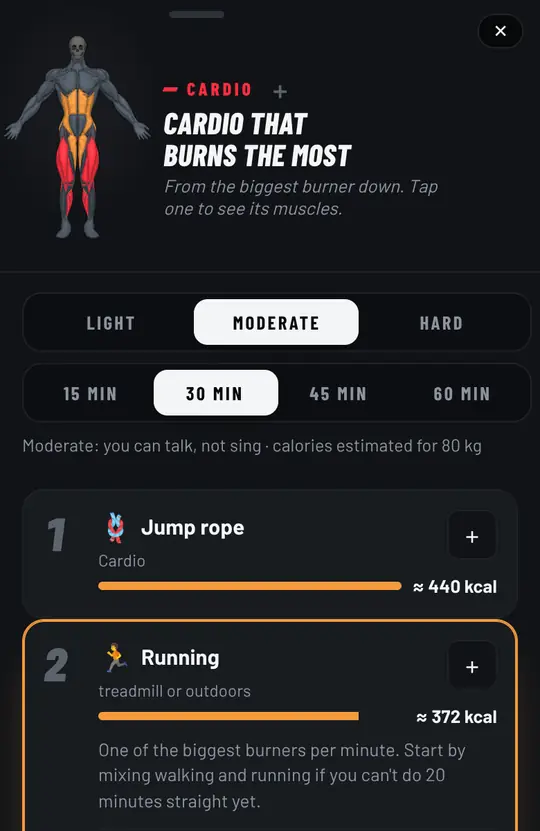 ✕
CARDIO +
CARDIO THAT
BURNS THE MOST
From the biggest burner down. Tap
one to see its muscles.
LIGHT MODERATE HARD
15 MIN 30 MIN 45 MIN 60 MIN
Moderate: you can talk, not sing · calories estimated for 80 kg
1 Jump rope +
Cardio
≈ 440 kcal
2 Running +
treadmill or outdoors
≈ 372 kcal
One of the biggest burners per minute. Start by
mixing walking and running if you can't do 20
minutes straight yet.